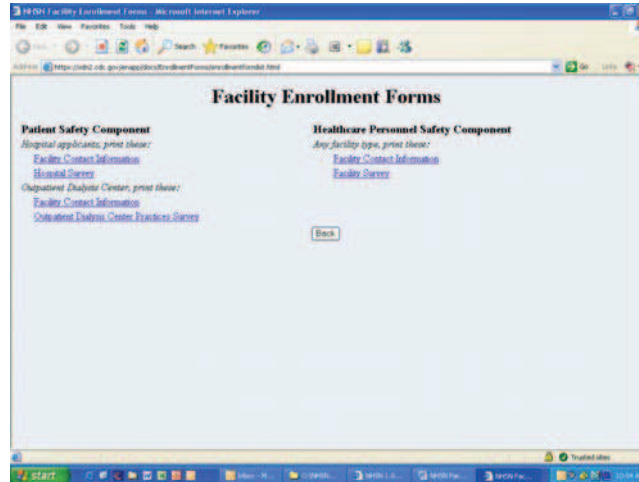 NHSN Facility Enrollment Forms - Microsoft Internet Explorer
File Edit View Favorites Tools Help
Search Favorites
Address
Go Links
Facility Enrollment Forms
Patient Safety Component
Hospital applicants, print these:
Facility Contact Information
Hospital Survey
Outpatient Dialysis Center, print these:
Facility Contact Information
Outpatient Dialysis Center Practices Survey
Healthcare Personnel Safety Component
Any facility type, print these:
Facility Contact Information
Facility Survey
Back
Trusted sites
start